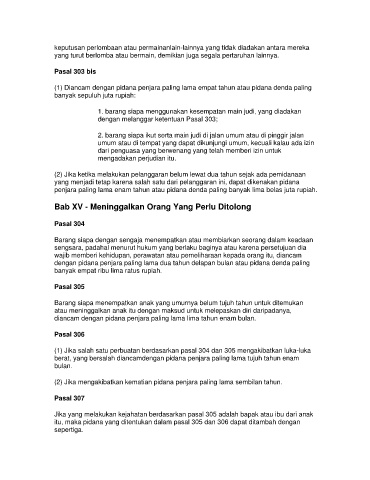 keputusan perlombaan atau permainanlain-lainnya yang tidak diadakan antara mereka
yang turut berlomba atau bermain, demikian juga segala pertaruhan lainnya.
Pasal 303 bis
(1) Diancam dengan pidana penjara paling lama empat tahun atau pidana denda paling
banyak sepuluh juta rupiah:
1. barang siapa menggunakan kesempatan main judi, yang diadakan
dengan melanggar ketentuan Pasal 303;
2. barang siapa ikut serta main judi di jalan umum atau di pinggir jalan
umum atau di tempat yang dapat dikunjungi umum, kecuali kalau ada izin
dari penguasa yang berwenang yang telah memberi izin untuk
mengadakan perjudian itu.
(2) Jika ketika melakukan pelanggaran belum lewat dua tahun sejak ada pemidanaan
yang menjadi tetap karena salah satu dari pelanggaran ini, dapat dikenakan pidana
penjara paling lama enam tahun atau pidana denda paling banyak lima belas juta rupiah.
Bab XV - Meninggalkan Orang Yang Perlu Ditolong
Pasal 304
Barang siapa dengan sengaja menempatkan atau membiarkan seorang dalam keadaan
sengsara, padahal menurut hukum yang berlaku baginya atau karena persetujuan dia
wajib memberi kehidupan, perawatan atau pemeliharaan kepada orang itu, diancam
dengan pidana penjara paling lama dua tahun delapan bulan atau pidana denda paling
banyak empat ribu lima ratus rupiah.
Pasal 305
Barang siapa menempatkan anak yang umurnya belum tujuh tahun untuk ditemukan
atau meninggalkan anak itu dengan maksud untuk melepaskan diri daripadanya,
diancam dengan pidana penjara paling lama lima tahun enam bulan.
Pasal 306
(1) Jika salah satu perbuatan berdasarkan pasal 304 dan 305 mengakibatkan luka-luka
berat, yang bersalah diancamdengan pidana penjara paling lama tujuh tahun enam
bulan.
(2) Jika mengakibatkan kematian pidana penjara paling lama sembilan tahun.
Pasal 307
Jika yang melakukan kejahatan berdasarkan pasal 305 adalah bapak atau ibu dari anak
itu, maka pidana yang ditentukan dalam pasal 305 dan 306 dapat ditambah dengan
sepertiga.